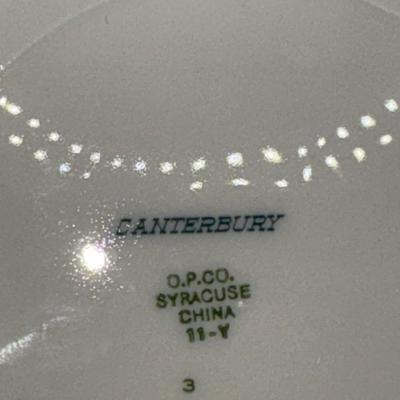 CANTERBURY
O.P.CO.
SYRACUSE
CHINA
11-Y
3